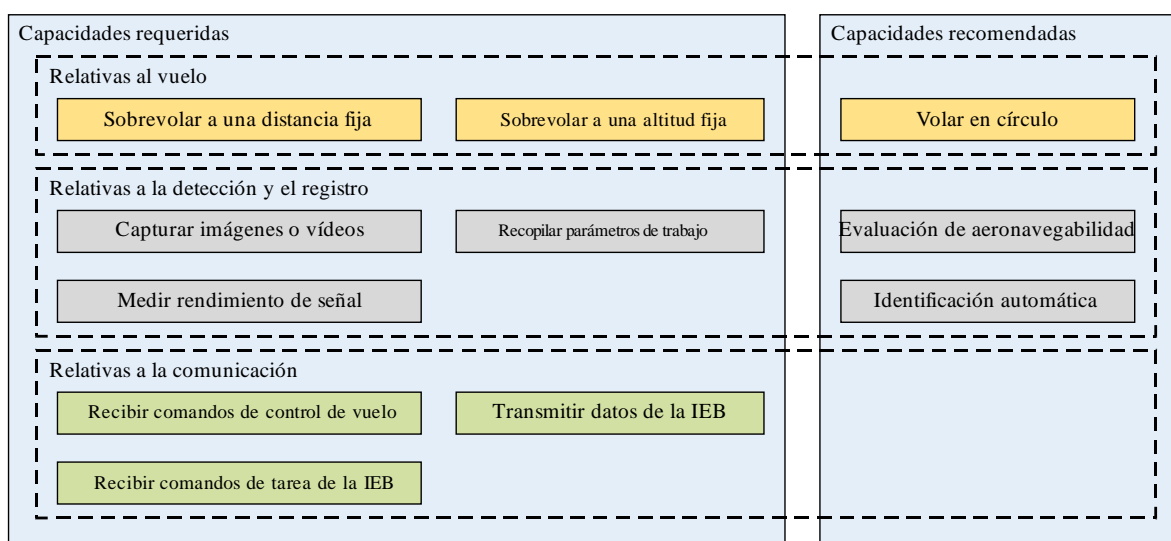 Capacidades requeridas
Capacidades recomendadas
Relativas al vuelo
Sobrevolar a una distancia fija
Sobrevolar a una altitud fija
Volar en círculo
Relativas a la detección y el registro
Capturar imágenes o vídeos
Recopilar parámetros de trabajo
Evaluación de aeronavegabilidad
Medir rendimiento de señal
Identificación automática
Relativas a la comunicación
Recibir comandos de control de vuelo
Transmitir datos de la IEB
Recibir comandos de tarea de la IEB